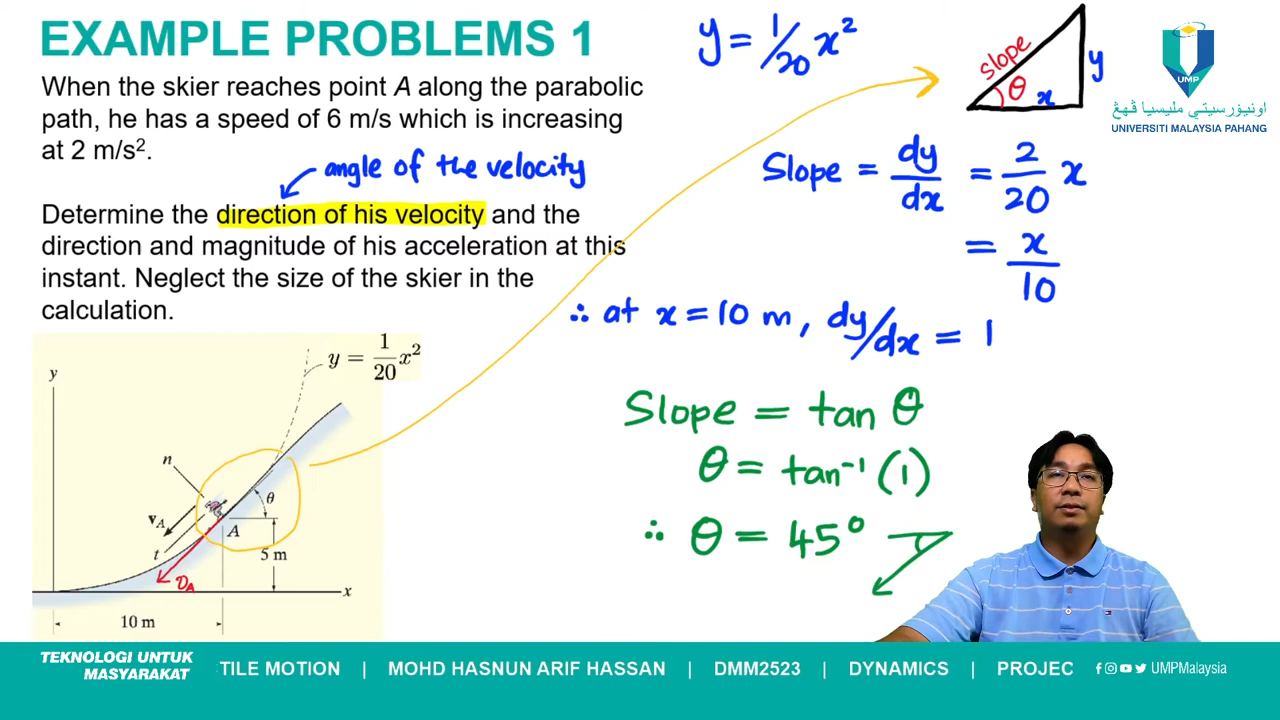 EXAMPLE PROBLEMS 1
When the skier reaches point A along the parabolic
path, he has a speed of 6 m/s which is increasing
at 2 m/s².
angle of the velocity
Determine the direction of his velocity and the
direction and magnitude of his acceleration at this
instant. Neglect the size of the skier in the
calculation.
y = 1/20 x²
slope
θ
x
y
UMP
اونيۏرسيتي مليسيا ڤهڠ
UNIVERSITI MALAYSIA PAHANG
Slope = dy/dx = 2/20 x
= x/10
∴ at x = 10 m, dy/dx = 1
Slope = tan θ
θ = tan⁻¹ (1)
∴ θ = 45°
y = 1/20 x²
y
n
θ
v_A
A
t
5 m
v_A
x
10 m
TEKNOLOGI UNTUK
MASYARAKAT
TILE MOTION | MOHD HASNUN ARIF HASSAN | DMM2523 | DYNAMICS | PROJEC
UMPMalaysia